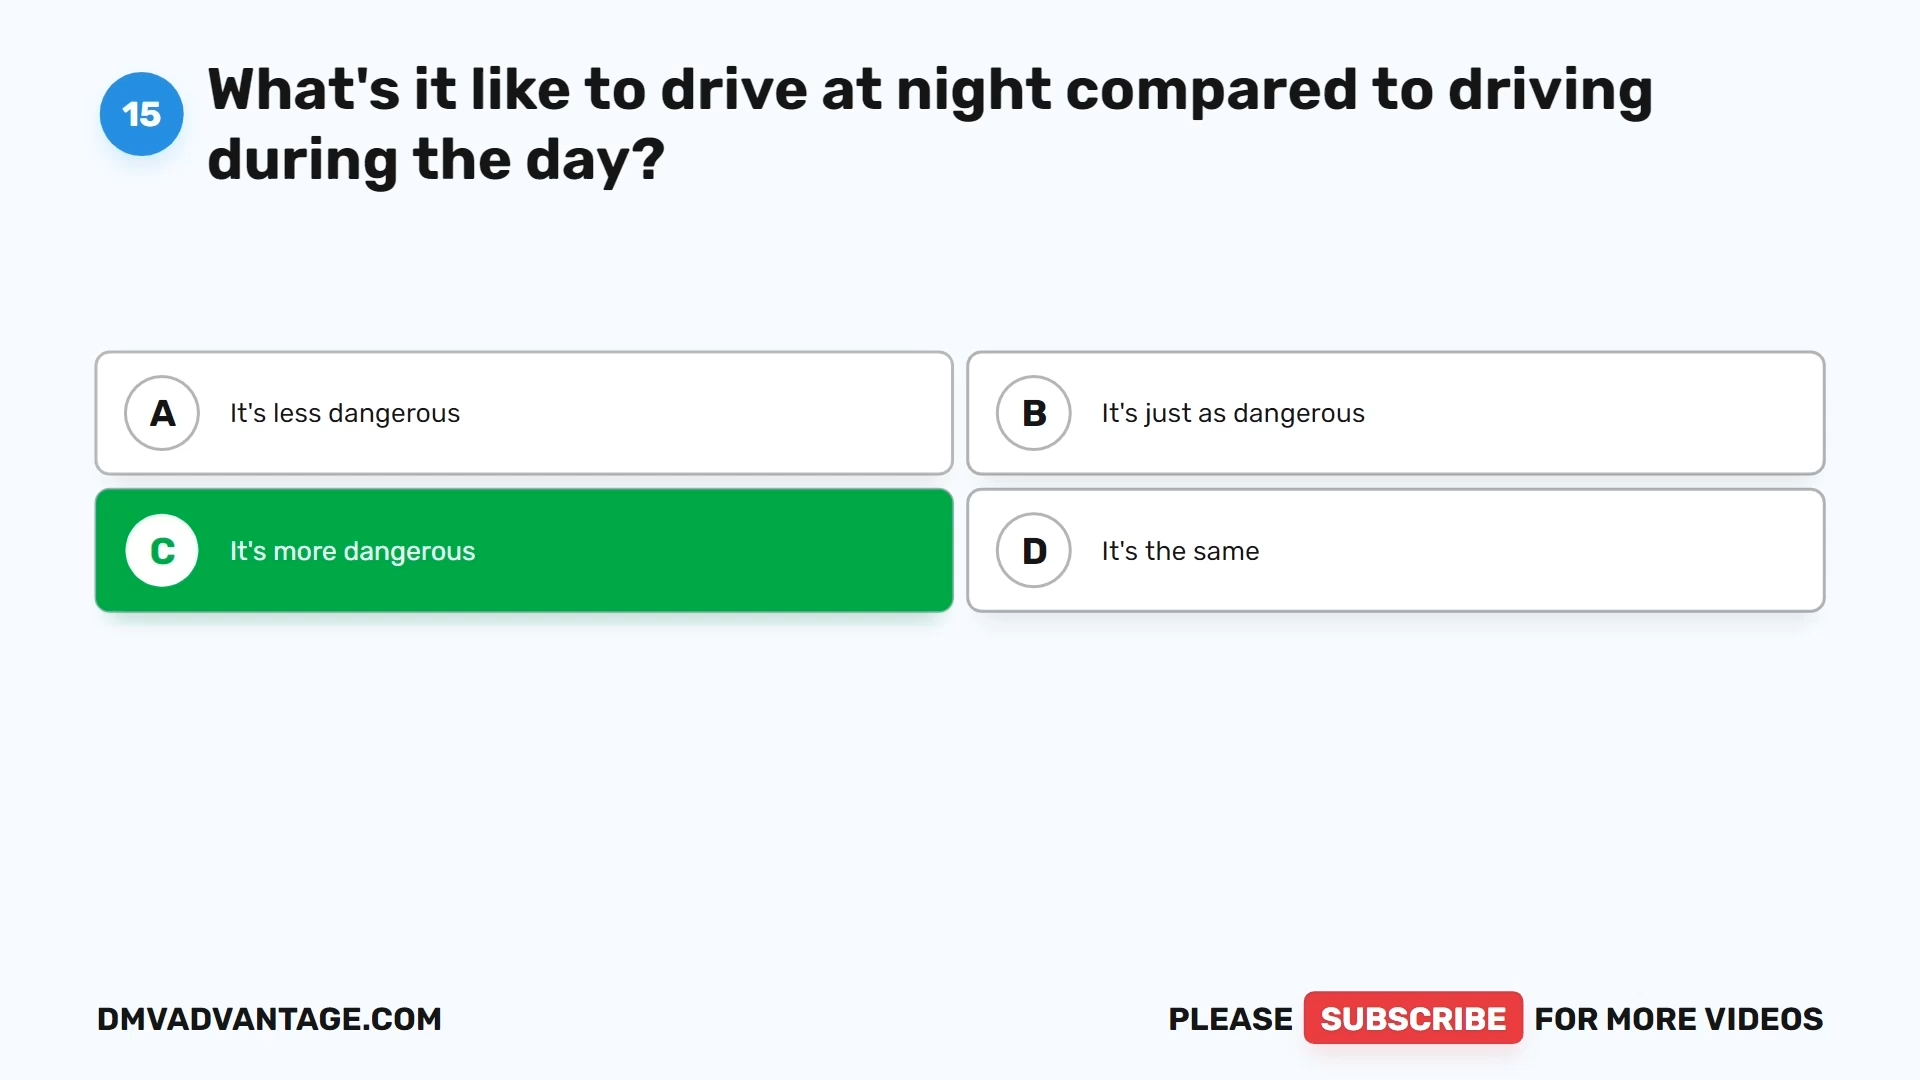 15
What's it like to drive at night compared to driving
during the day?
A It's less dangerous
B It's just as dangerous
C It's more dangerous
D It's the same
DMVADVANTAGE.COM
PLEASE SUBSCRIBE FOR MORE VIDEOS